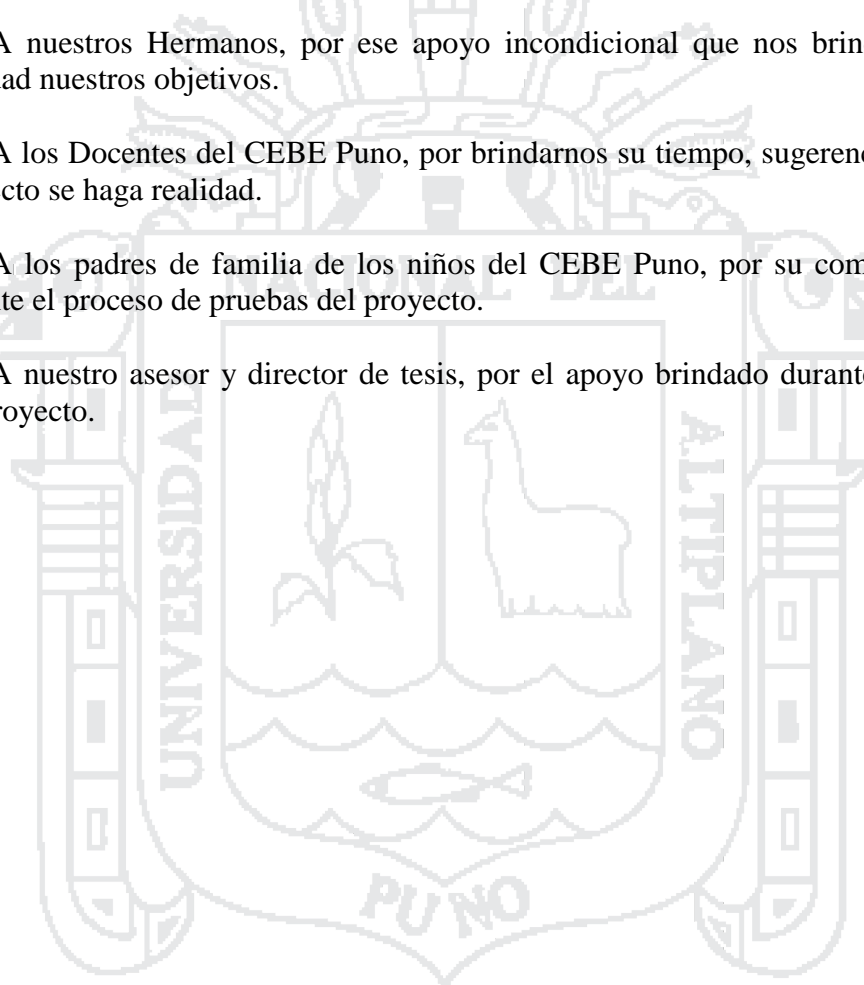 A nuestros Hermanos, por ese apoyo incondicional que nos brin
ad nuestros objetivos.
A los Docentes del CEBE Puno, por brindarnos su tiempo, sugeren
cto se haga realidad.
A los padres de familia de los niños del CEBE Puno, por su com
te el proceso de pruebas del proyecto.
A nuestro asesor y director de tesis, por el apoyo brindado durant
royecto.
NACIONAL DEL
UNIVERSIDAD
ALTIPLANO
PUNO